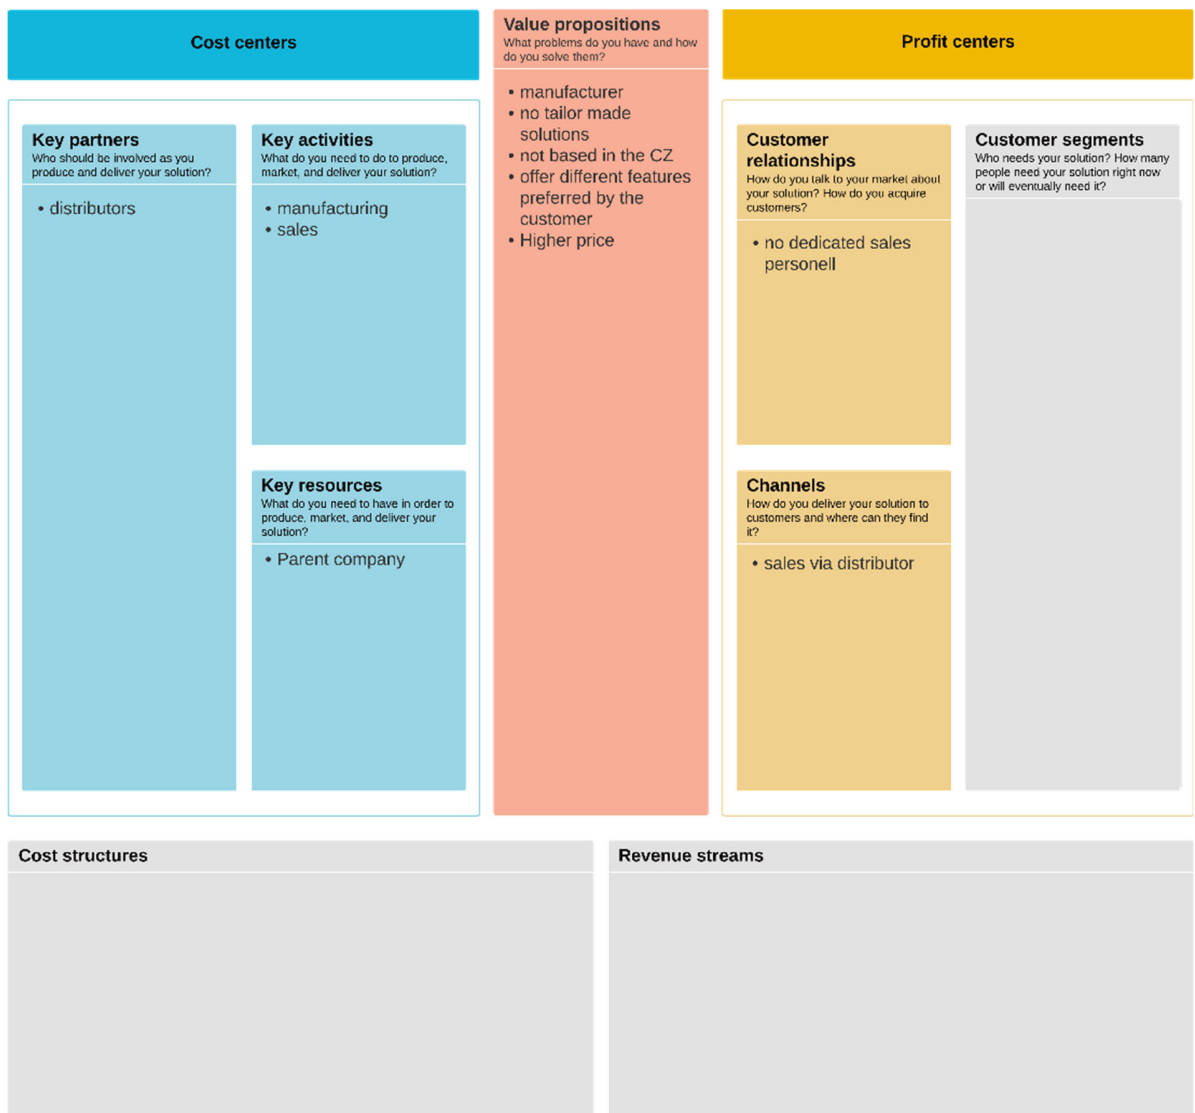 Cost centers
Value propositions
What problems do you have and how
do you solve them?
• manufacturer
• no tailor made
solutions
• not based in the CZ
• offer different features
preferred by the
customer
• Higher price
Profit centers
Key partners
Who should be involved as you
produce and deliver your solution?
• distributors
Key activities
What do you need to do to produce,
market, and deliver your solution?
• manufacturing
• sales
Key resources
What do you need to have in order to
produce, market, and deliver your
solution?
• Parent company
Customer
relationships
How do you talk to your market about
your solution? How do you acquire
customers?
• no dedicated sales
personell
Channels
How do you deliver your solution to
customers and where can they find
it?
• sales via distributor
Customer segments
Who needs your solution? How many
people need your solution right now
or will eventually need it?
Cost structures
Revenue streams